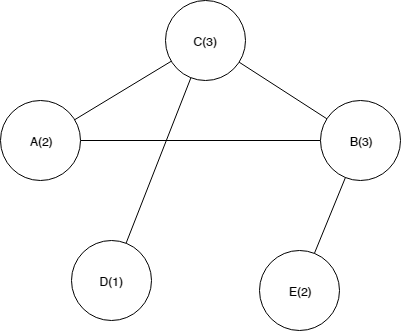 C(3)
A(2)
B(3)
D(1)
E(2)